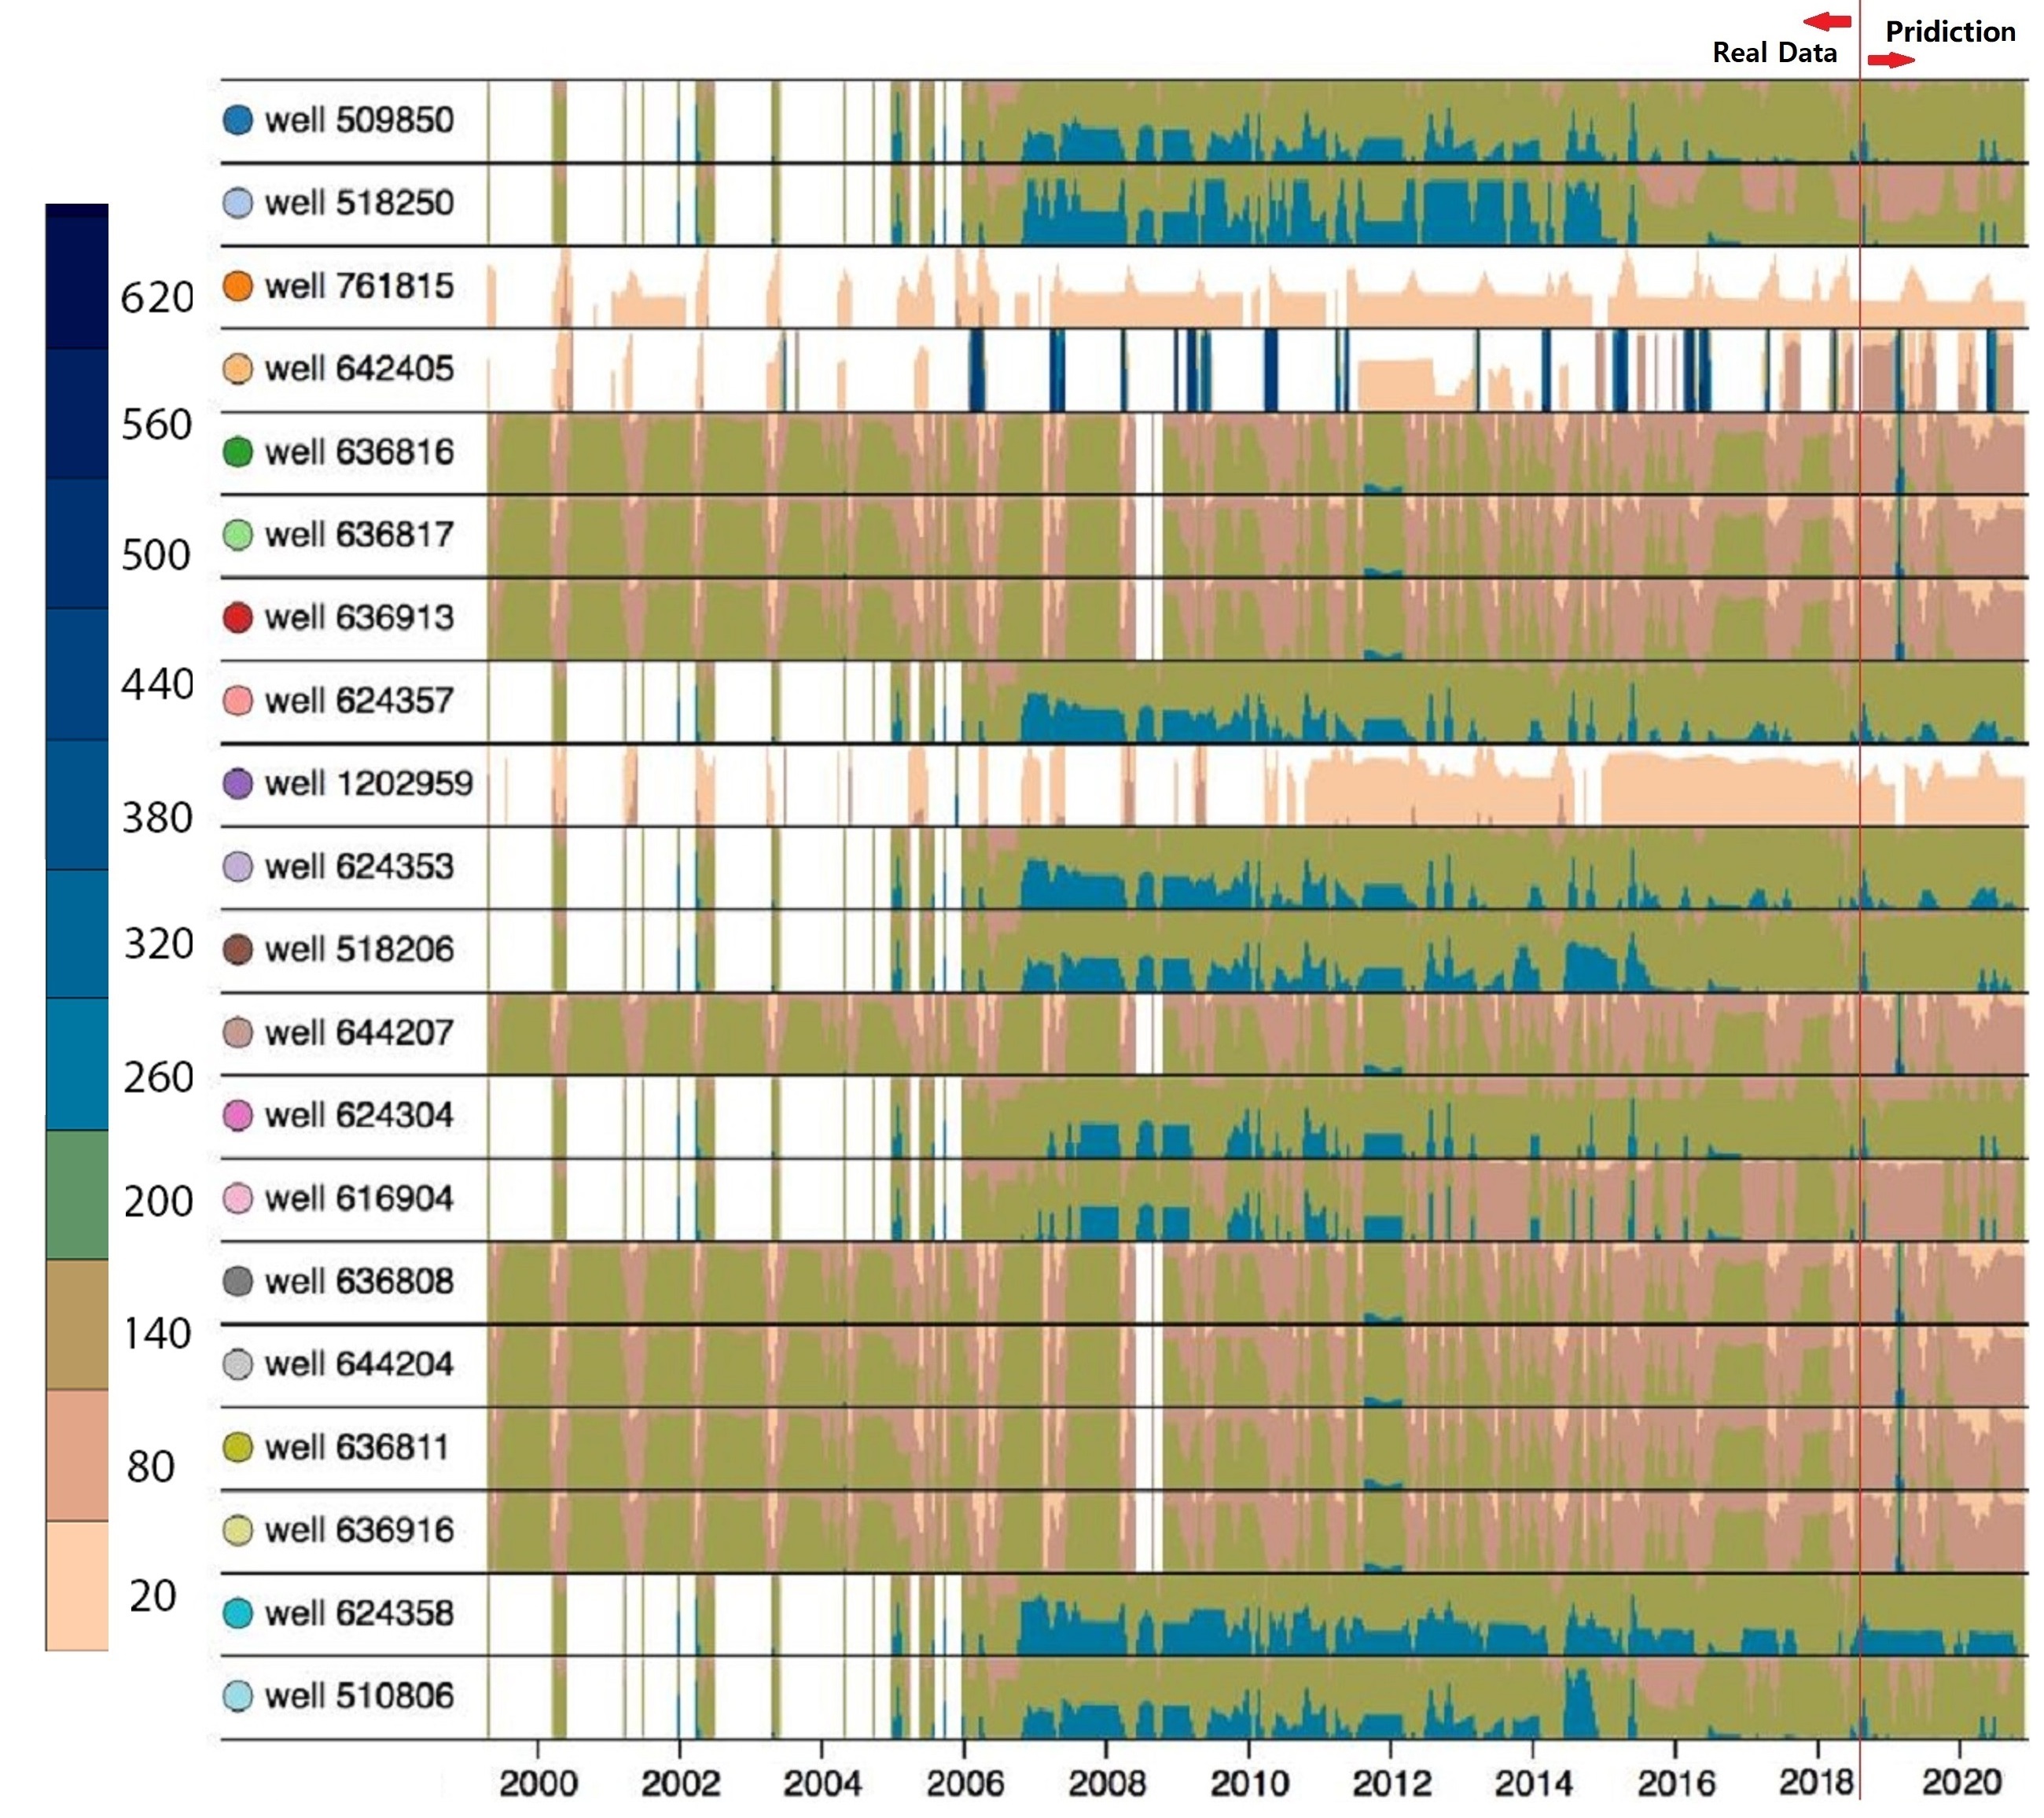 Pridiction
Real Data
well 509850
well 518250
well 761815
well 642405
well 636816
well 636817
well 636913
well 624357
well 1202959
well 624353
well 518206
well 644207
well 624304
well 616904
well 636808
well 644204
well 636811
well 636916
well 624358
well 510806
620
560
500
440
380
320
260
200
140
80
20
2000 2002 2004 2006 2008 2010 2012 2014 2016 2018 2020